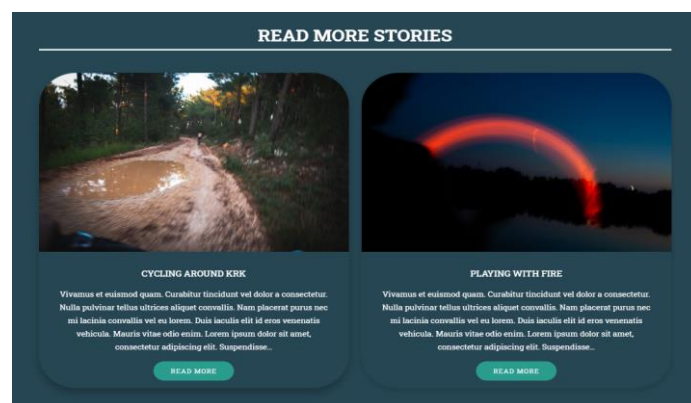 READ MORE STORIES
CYCLING AROUND KRK
Vivamus et euismod quam. Curabitur tincidunt vel dolor a consectetur.
Nulla pulvinar tellus ultrices aliquet convallis. Nam placerat purus nec
mi lacinia convallis vel eu lorem. Duis iaculis elit id eros venenatis
vehicula. Mauris vitae odio enim. Lorem ipsum dolor sit amet,
consectetur adipiscing elit. Suspendisse...
READ MORE
PLAYING WITH FIRE
Vivamus et euismod quam. Curabitur tincidunt vel dolor a consectetur.
Nulla pulvinar tellus ultrices aliquet convallis. Nam placerat purus nec
mi lacinia convallis vel eu lorem. Duis iaculis elit id eros venenatis
vehicula. Mauris vitae odio enim. Lorem ipsum dolor sit amet,
consectetur adipiscing elit. Suspendisse...
READ MORE